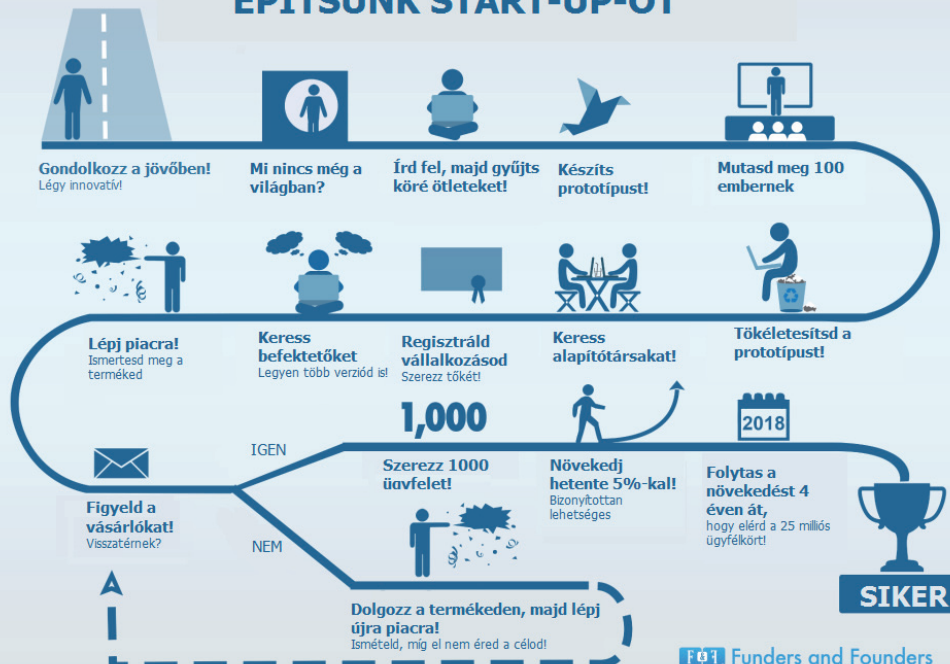 ÉPÍTSÜNK START-UP-OT
Gondolkozz a jövőben!
Légy innovatív!
Mi nincs még a
világban?
Írd fel, majd gyűjts
köré ötleteket!
Készíts
prototípust!
Mutasd meg 100
embernek
Tökéletesítsd a
prototípust!
Keress
alapítótársakat!
Regisztráld
vállalkozásod
Szerezz tőkét!
Keress
befektetőket
Legyen több verziód is!
Lépj piacra!
Ismertesd meg a
terméked
Figyeld a
vásárlókat!
Visszatérnek?
IGEN
NEM
1,000
Szerezz 1000
ügyfelet!
Növekedj
hetente 5%-kal!
Bizonyítottan
lehetséges
2018
Folytas a
növekedést 4
éven át,
hogy elérd a 25 milliós
ügyfélkört!
SIKER
Dolgozz a termékeden, majd lépj
újra piacra!
Ismételd, míg el nem éred a célod!
Funders and Founders